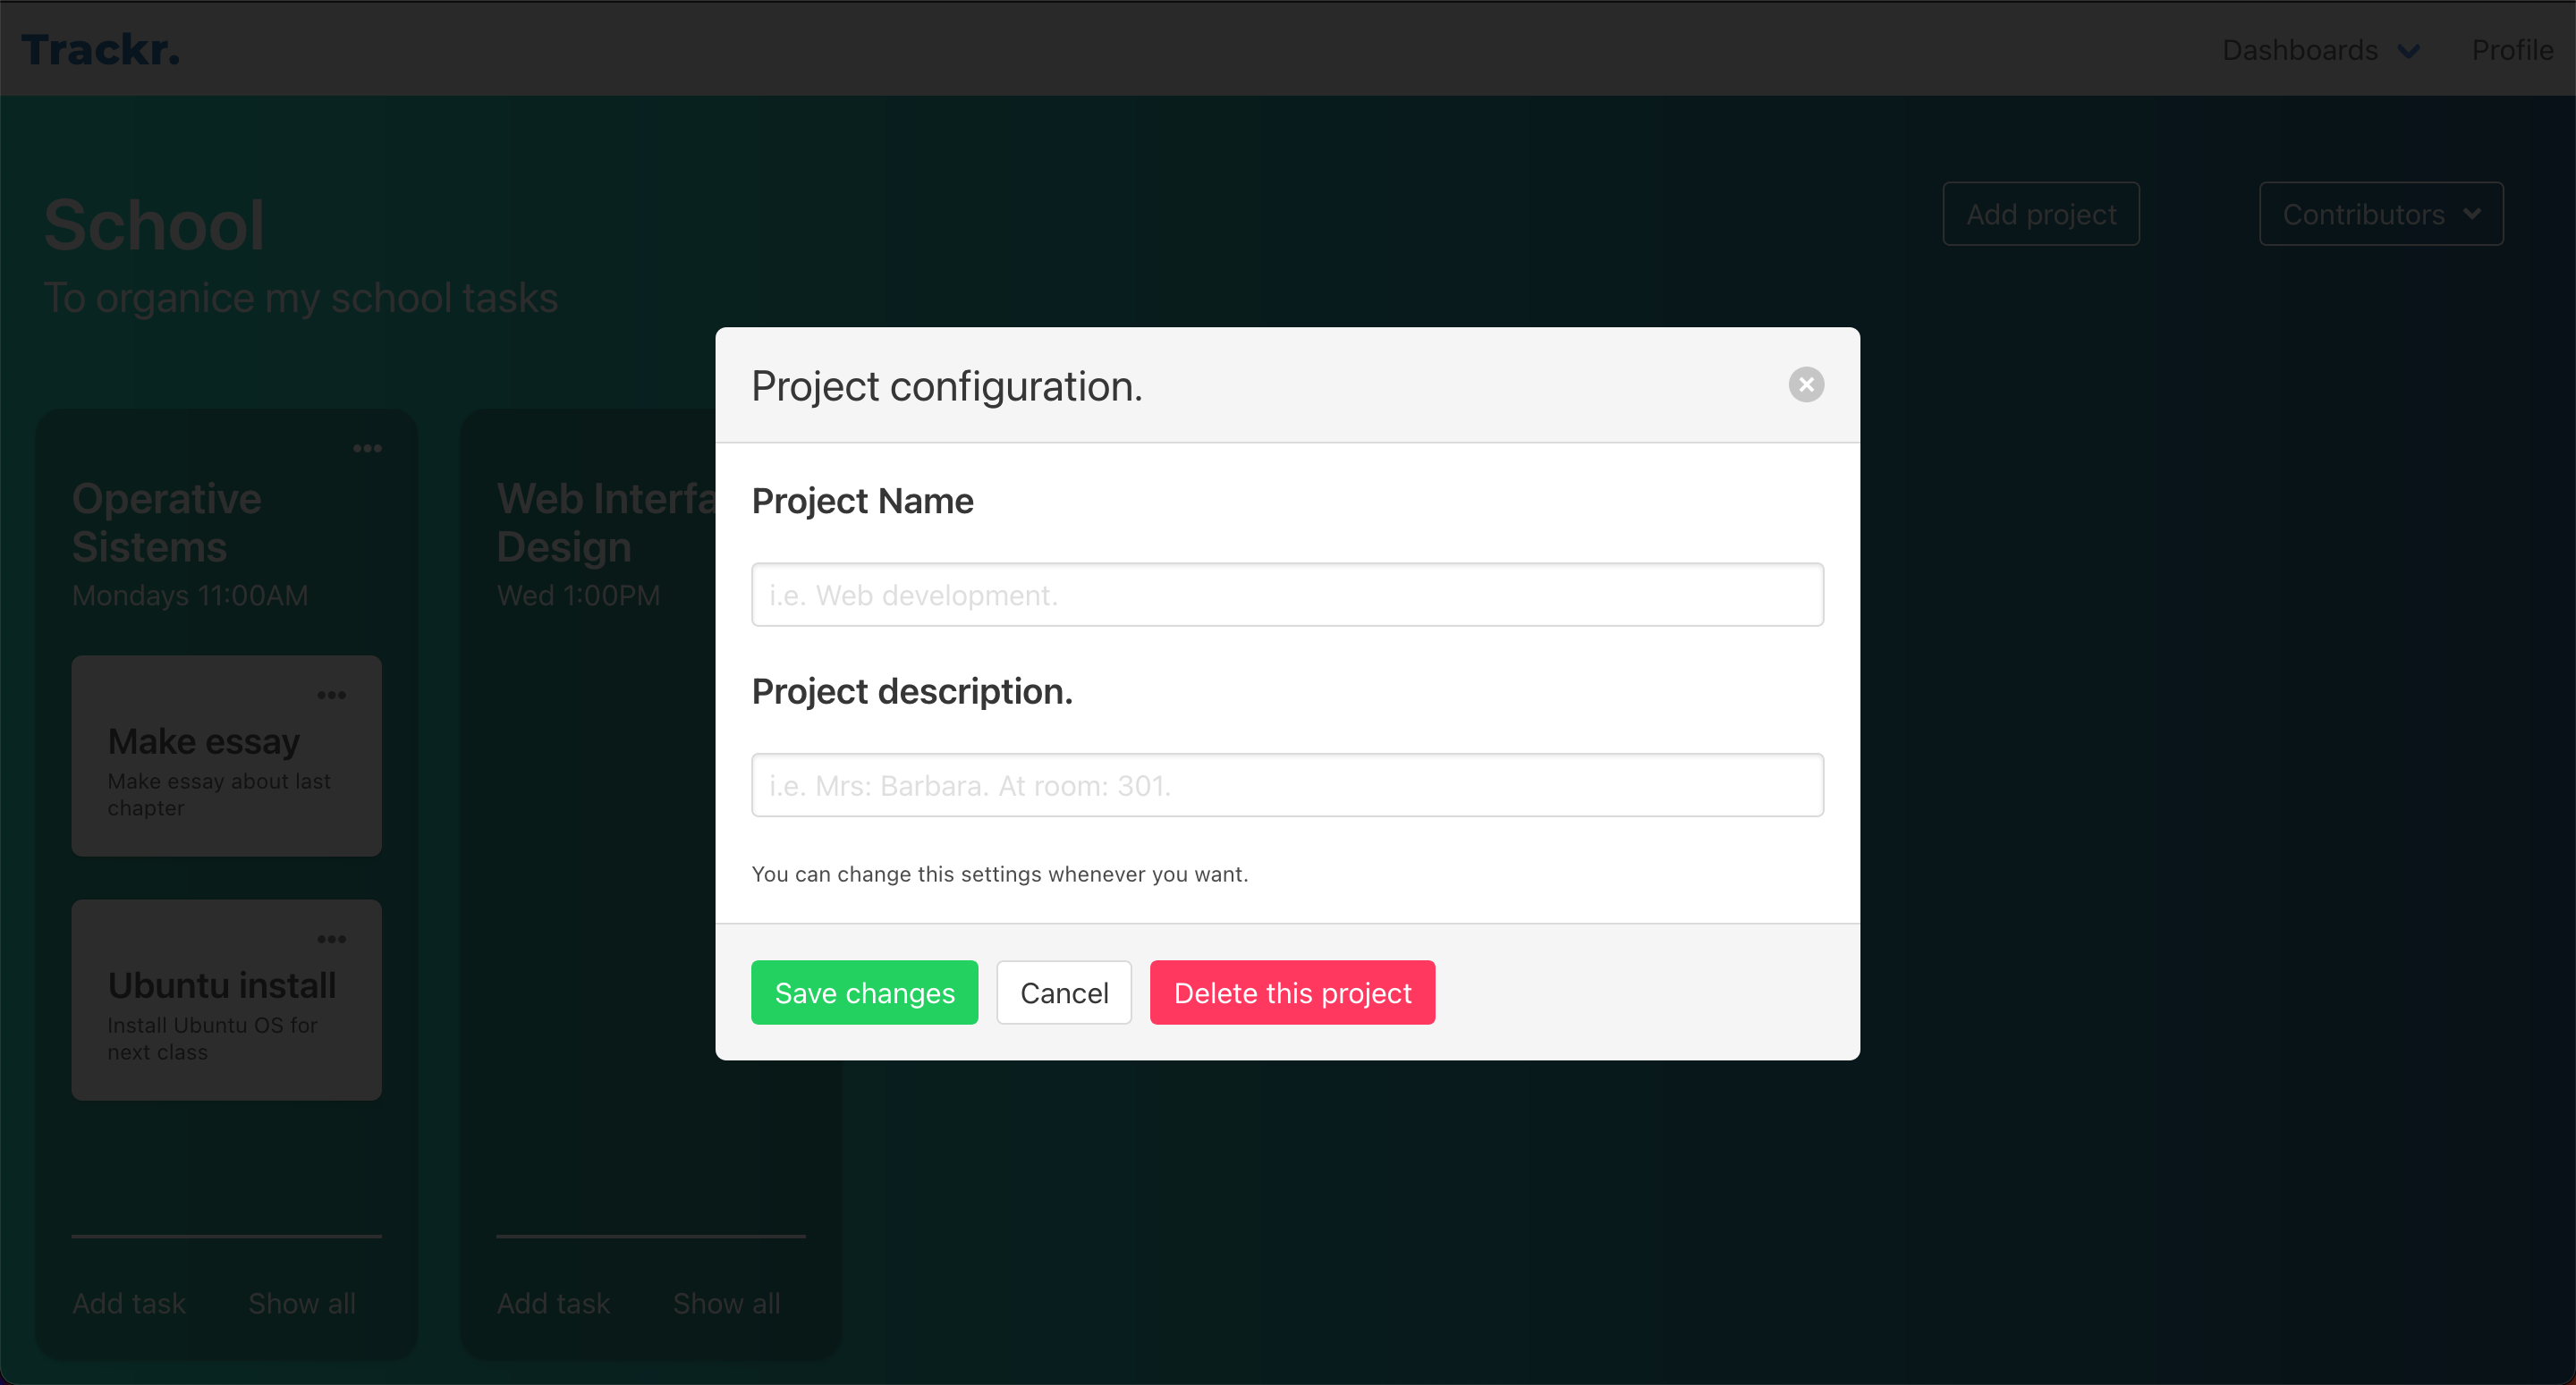 Trackr.
Dashboards
Profile
School
To organice my school tasks
Add project
Contributors
Operative
Sistems
Mondays 11:00AM
Make essay
Make essay about last
chapter
Ubuntu install
Install Ubuntu OS for
next class
Add task
Show all
Web Interfa
Design
Wed 1:00PM
Add task
Show all
Project configuration.
Project Name
i.e. Web development.
Project description.
i.e. Mrs: Barbara. At room: 301.
You can change this settings whenever you want.
Save changes
Cancel
Delete this project